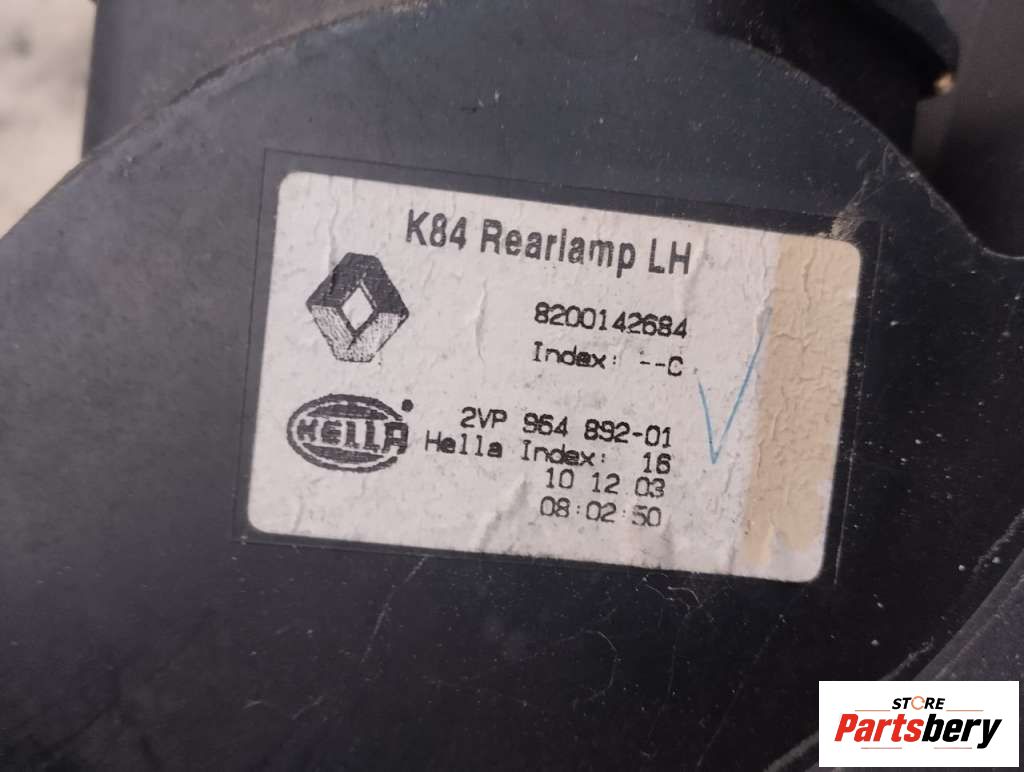 K84 Rearlamp LH
8200142684
Index: --C
HELLA
2VP 964 892-01
Hella Index: 16
10 12 03
08:02:50
STORE
Partsbery